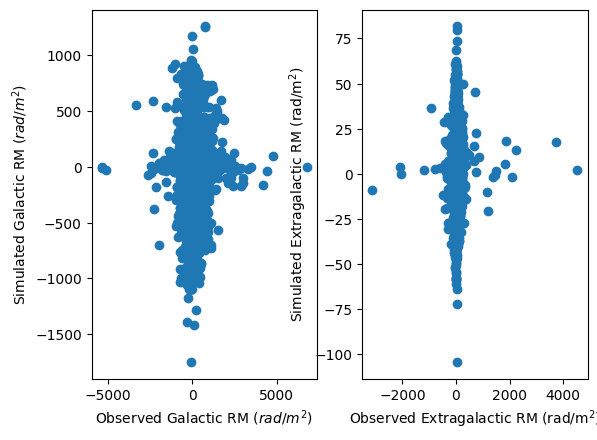 1000
500
0
−500
−1000
−1500
Simulated Galactic RM (rad/m²)
−5000 0 5000
Observed Galactic RM (rad/m²)
75
50
25
0
−25
−50
−75
−100
Simulated Extragalactic RM (rad/m²)
−2000 0 2000 4000
Observed Extragalactic RM (rad/m²)